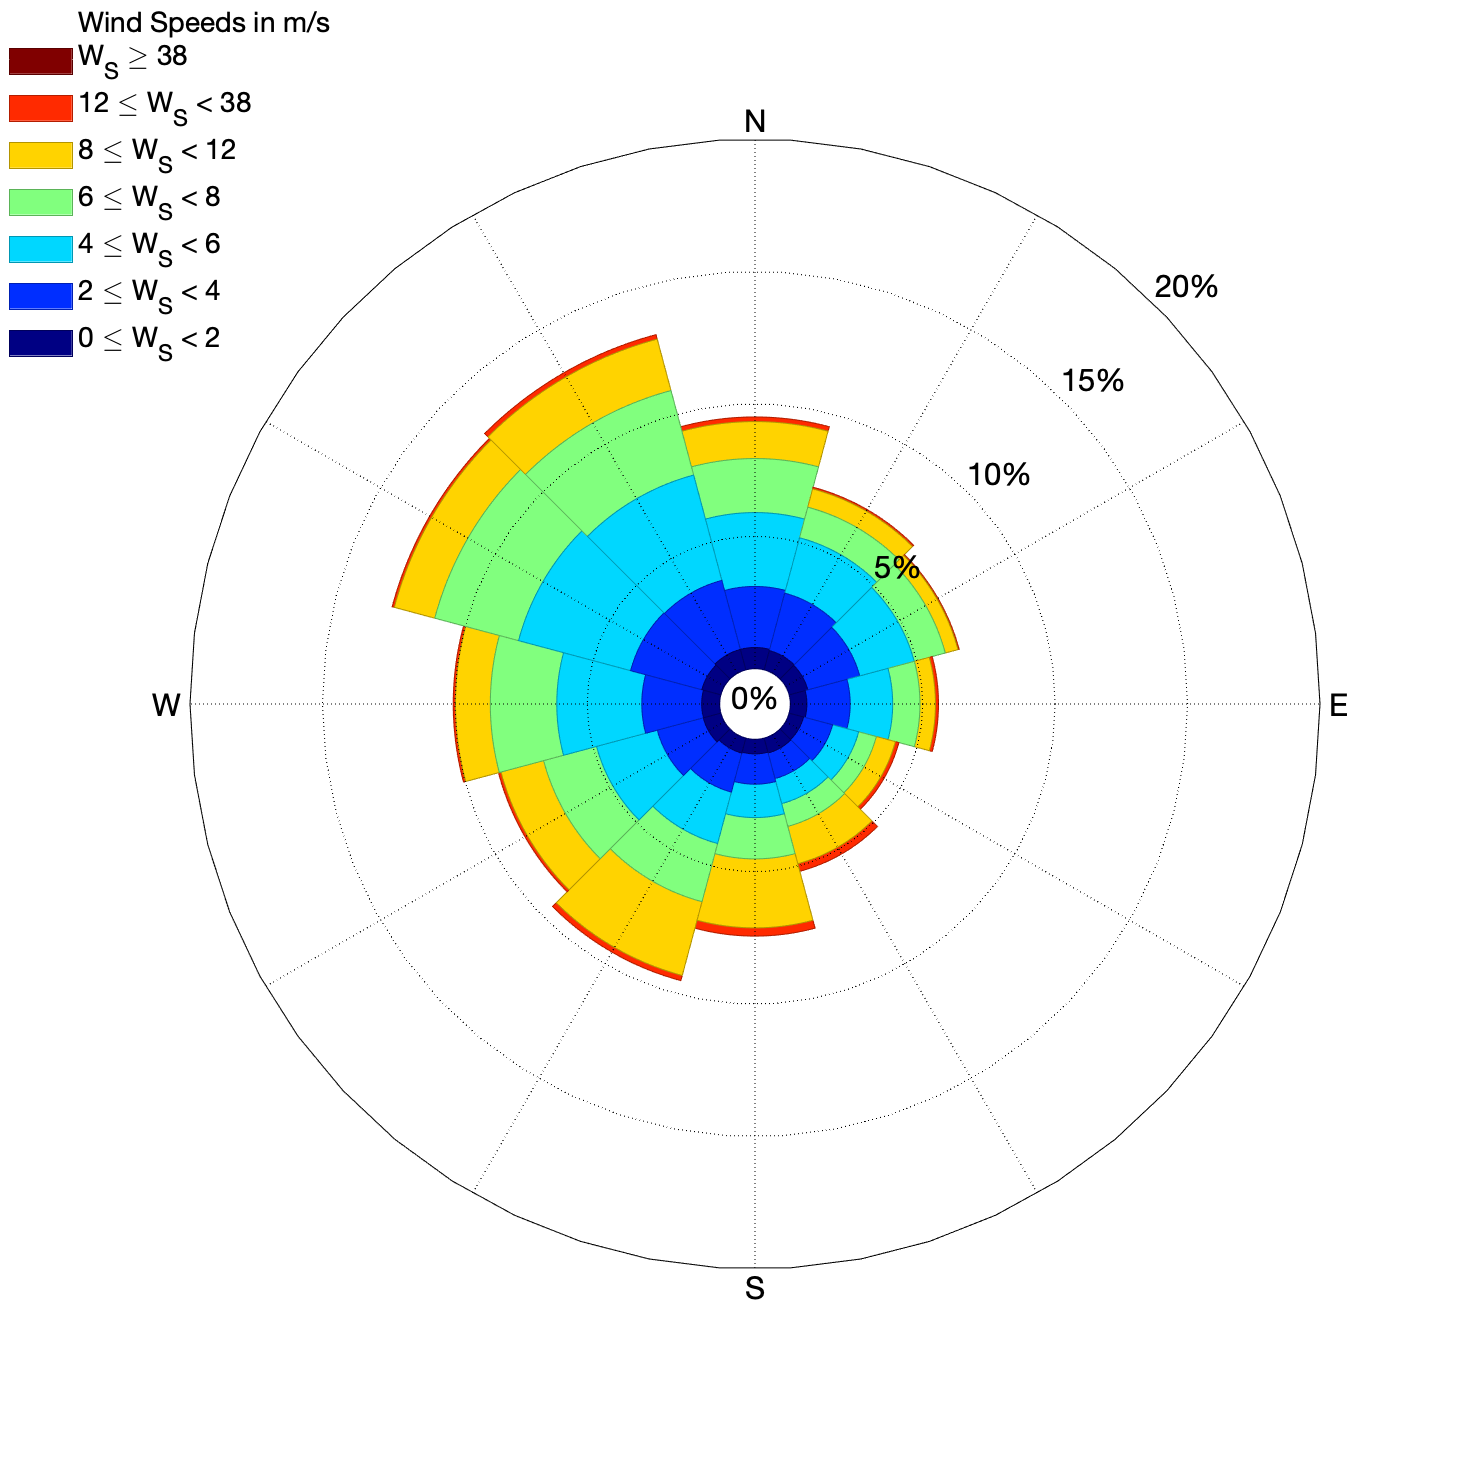 Wind Speeds in m/s
W_S ≥ 38
12 ≤ W_S < 38
8 ≤ W_S < 12
6 ≤ W_S < 8
4 ≤ W_S < 6
2 ≤ W_S < 4
0 ≤ W_S < 2
N
20%
15%
10%
5%
0%
W
E
S